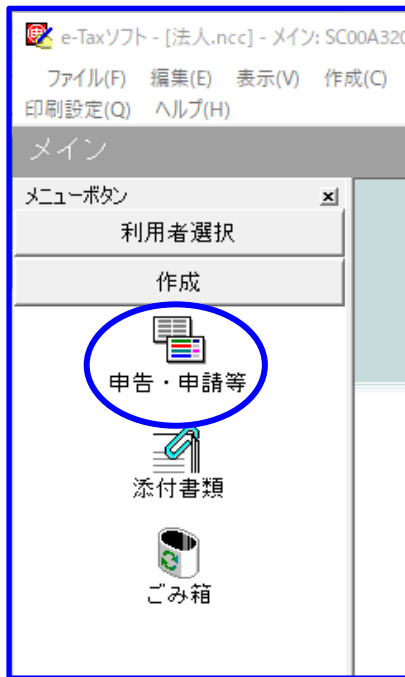 e-Taxソフト - [法人.ncc] - メイン: SC00A320
ファイル(F) 編集(E) 表示(V) 作成(C)
印刷設定(Q) ヘルプ(H)
メイン
メニューボタン
利用者選択
作成
申告・申請等
添付書類
ごみ箱